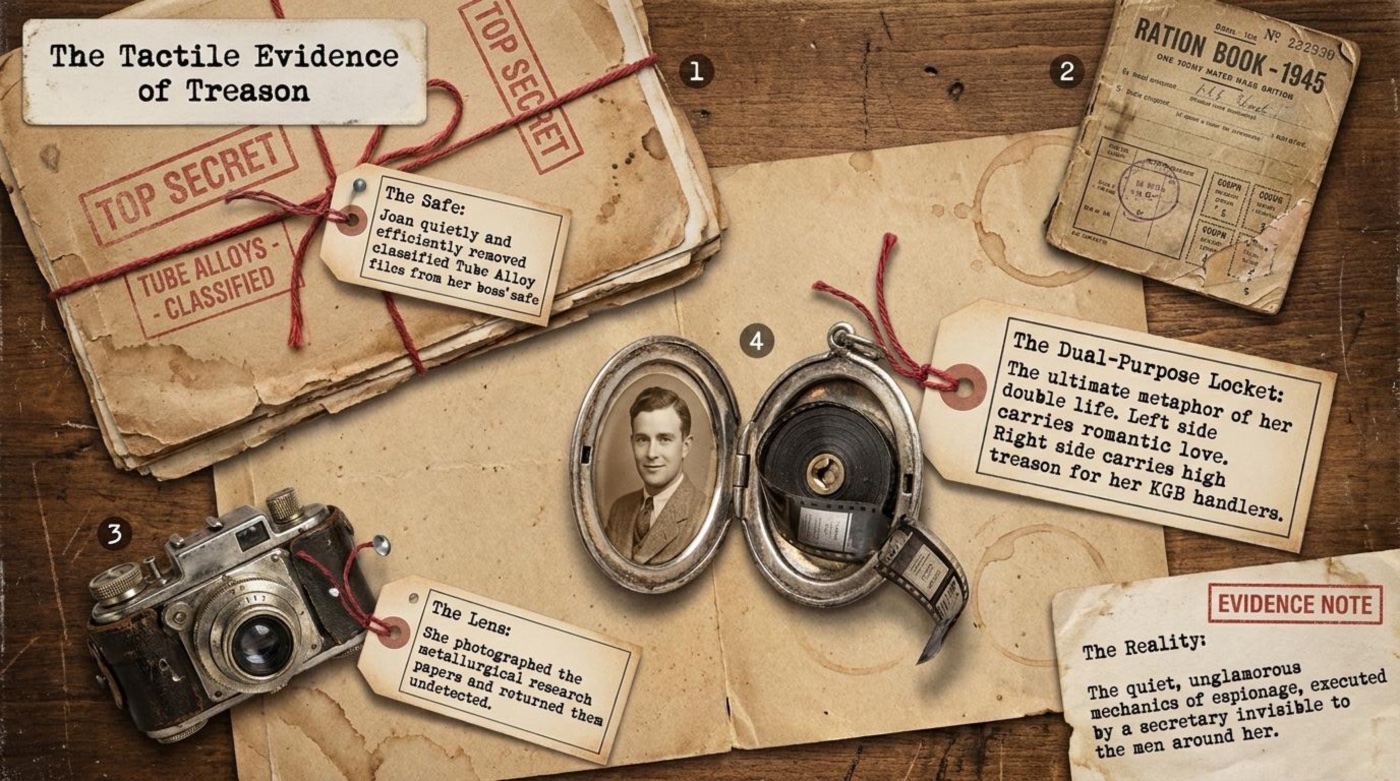 The Tactile Evidence
of Treason
TOP SECRET
TOP SECRET
TUBE ALLOYS -
- CLASSIFIED
1
The Safe:
Joan quietly and
efficiently removed
classified Tube Alloy
files from her boss'safe
2
Nº 232930
RATION BOOK - 1945
3
The Lens:
She photographed the
metallurgical research
papers and returned them
undetected.
4
The Dual-Purpose Locket:
The ultimate metaphor of her
double life. Left side
carries romantic love.
Right side carries high
treason for her KGB handlers.
EVIDENCE NOTE
The Reality:
The quiet, unglamorous
mechanics of espionage, executed
by a secretary invisible to
the men around her.